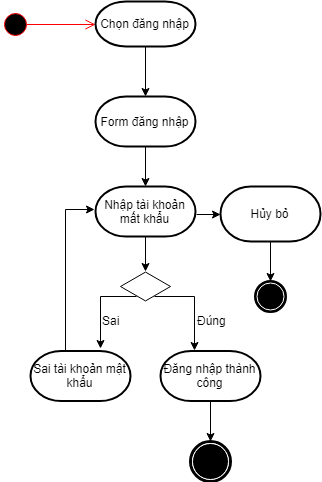 Chọn đăng nhập
Form đăng nhập
Nhập tài khoản
mất khẩu
Hủy bỏ
Sai
Đúng
Sai tài khoản mật
khẩu
Đăng nhập thành
công